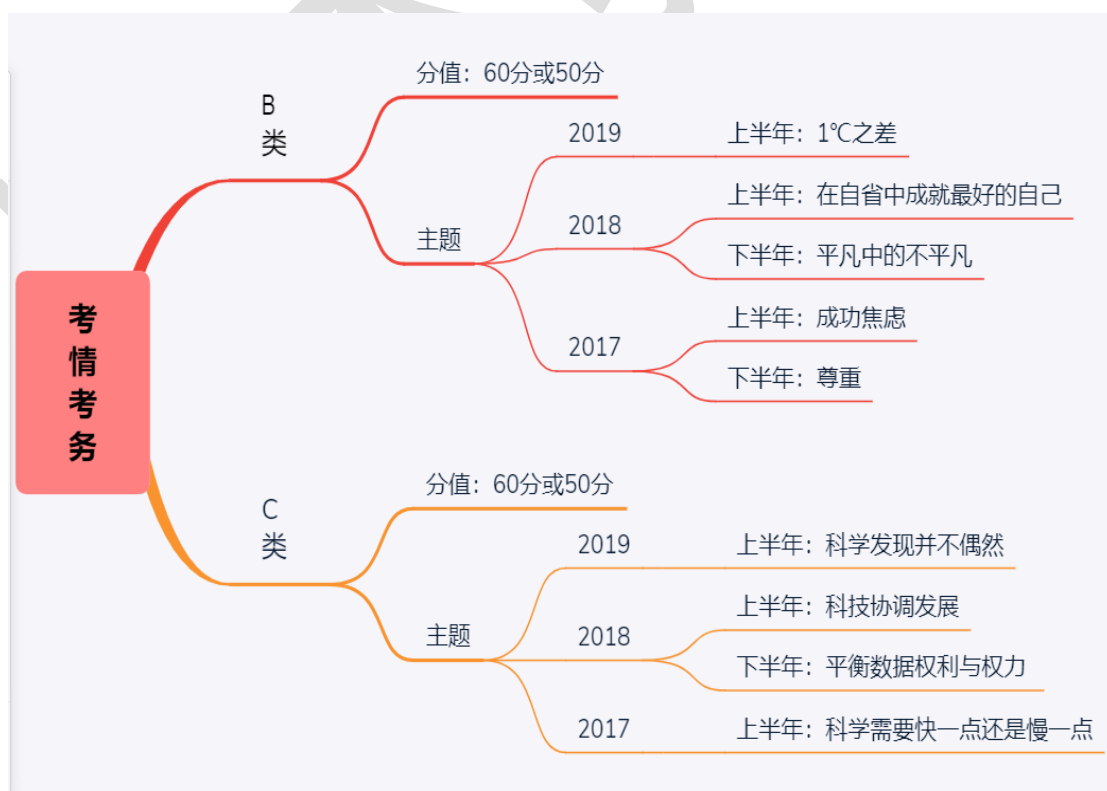 考情考务
B类
分值：60分或50分
主题
2019
上半年：1℃之差
2018
上半年：在自省中成就最好的自己
下半年：平凡中的不平凡
2017
上半年：成功焦虑
下半年：尊重
C类
分值：60分或50分
主题
2019
上半年：科学发现并不偶然
2018
上半年：科技协调发展
下半年：平衡数据权利与权力
2017
上半年：科学需要快一点还是慢一点